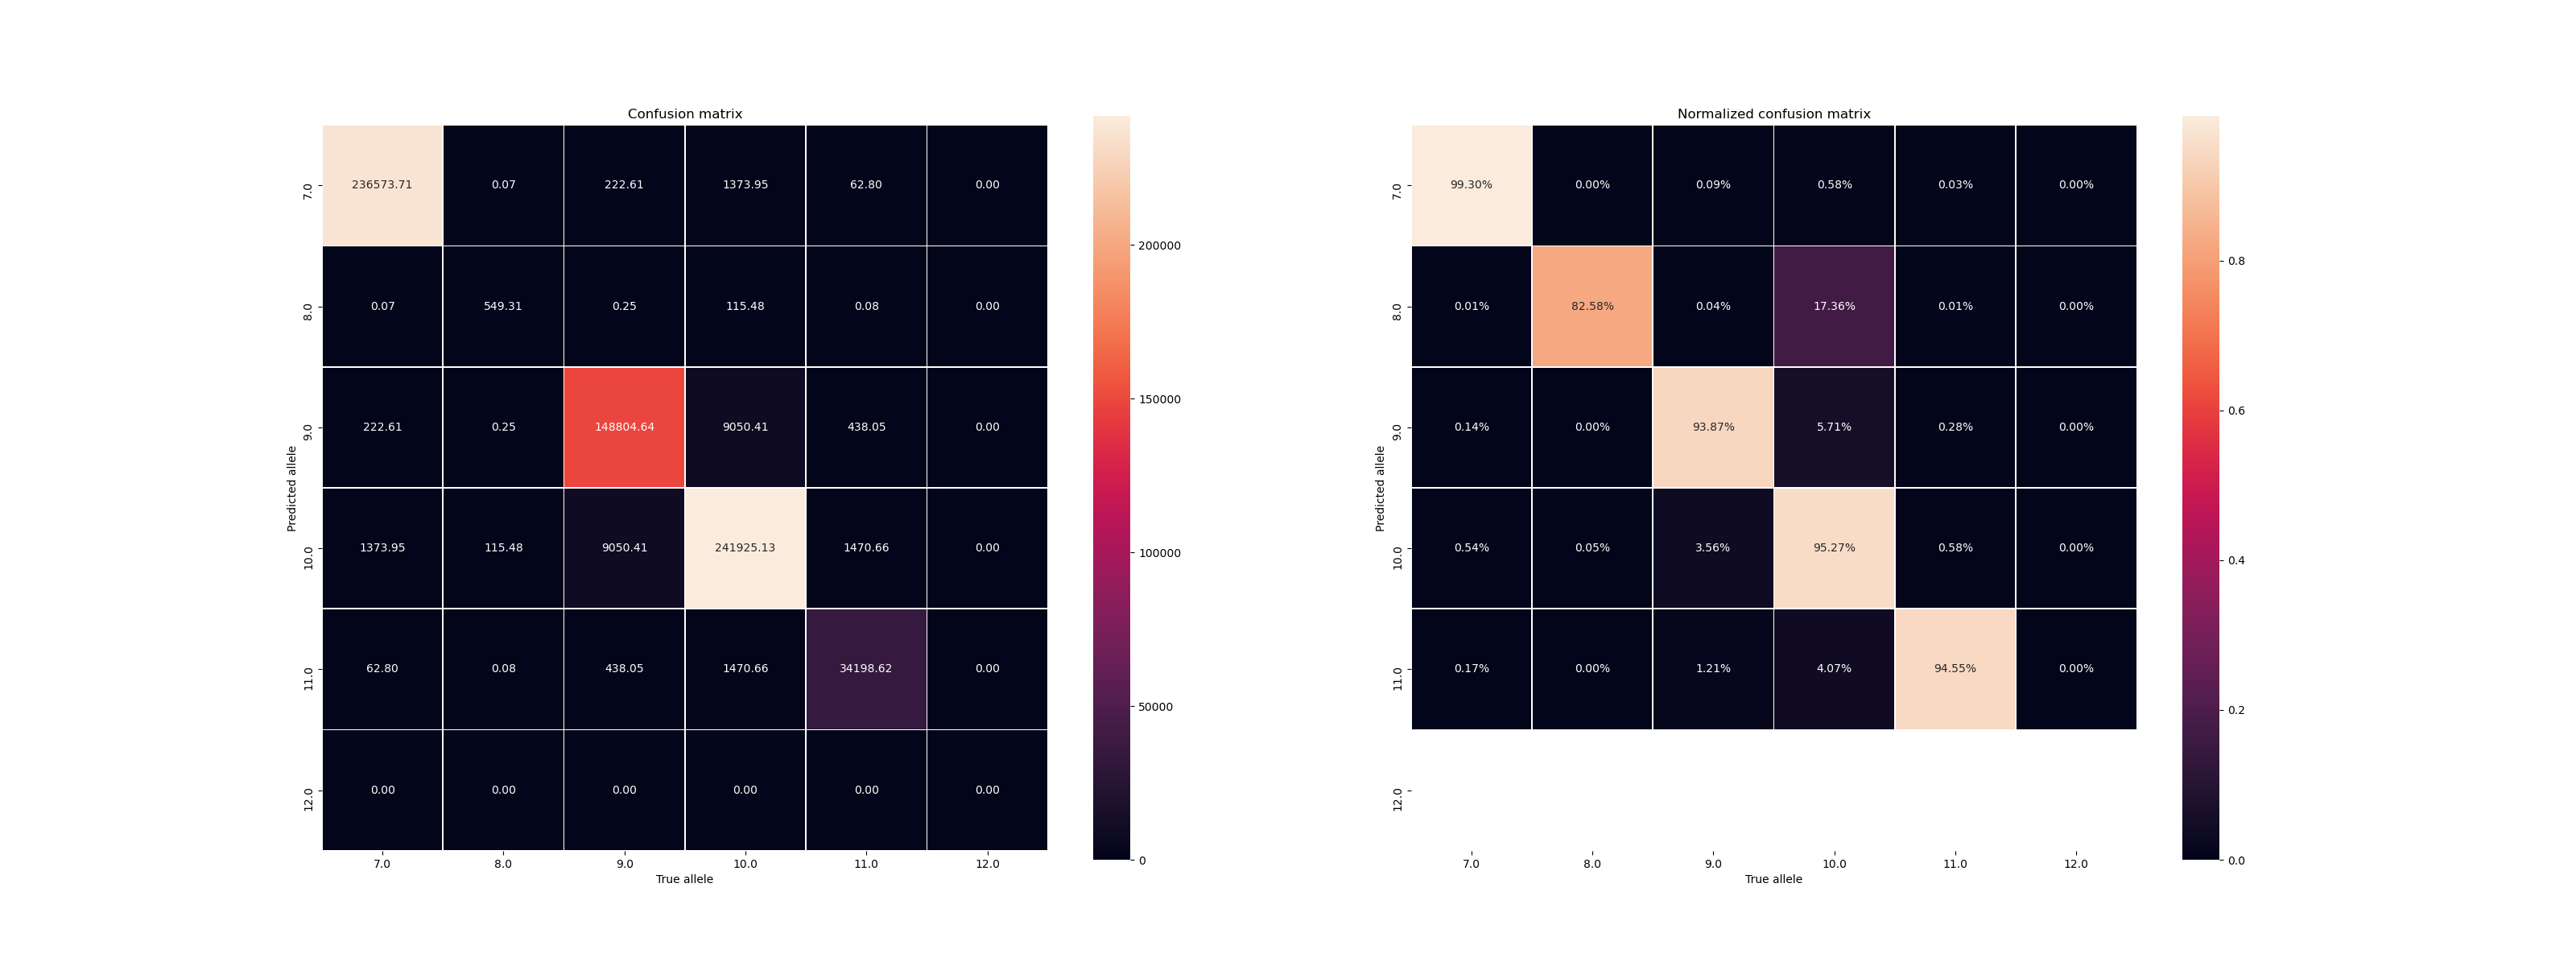 Confusion matrix
7.0 236573.71 0.07 222.61 1373.95 62.80 0.00
8.0 0.07 549.31 0.25 115.48 0.08 0.00
9.0 222.61 0.25 148804.64 9050.41 438.05 0.00
10.0 1373.95 115.48 9050.41 241925.13 1470.66 0.00
11.0 62.80 0.08 438.05 1470.66 34198.62 0.00
12.0 0.00 0.00 0.00 0.00 0.00 0.00
7.0 8.0 9.0 10.0 11.0 12.0
Predicted allele
True allele
200000
150000
100000
50000
0
Normalized confusion matrix
7.0 99.30% 0.00% 0.09% 0.58% 0.03% 0.00%
8.0 0.01% 82.58% 0.04% 17.36% 0.01% 0.00%
9.0 0.14% 0.00% 93.87% 5.71% 0.28% 0.00%
10.0 0.54% 0.05% 3.56% 95.27% 0.58% 0.00%
11.0 0.17% 0.00% 1.21% 4.07% 94.55% 0.00%
12.0
7.0 8.0 9.0 10.0 11.0 12.0
Predicted allele
True allele
0.8
0.6
0.4
0.2
0.0